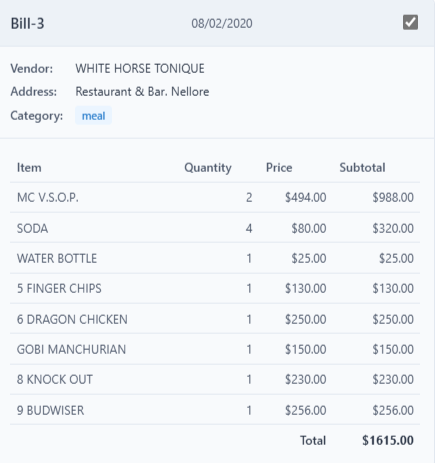 Bill-3 08/02/2020
Vendor: WHITE HORSE TONIQUE
Address: Restaurant & Bar. Nellore
Category: meal
Item Quantity Price Subtotal
MC V.S.O.P. 2 $494.00 $988.00
SODA 4 $80.00 $320.00
WATER BOTTLE 1 $25.00 $25.00
5 FINGER CHIPS 1 $130.00 $130.00
6 DRAGON CHICKEN 1 $250.00 $250.00
GOBI MANCHURIAN 1 $150.00 $150.00
8 KNOCK OUT 1 $230.00 $230.00
9 BUDWISER 1 $256.00 $256.00
Total $1615.00